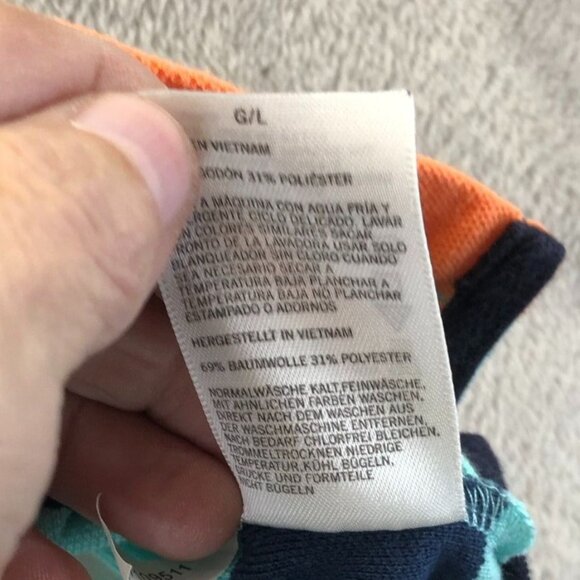 G/L
EN VIETNAM
31% POLIÉSTER
A MÁQUINA CON AGUA FRÍA Y
CICLO DELICADO, LAVAR
COLORES SIMILARES SACAR
PRONTO DE LA LAVADORA USAR SOLO
BLANQUEADOR SIN CLORO CUANDO
SEA NECESARIO SECAR A
TEMPERATURA BAJA PLANCHAR A
TEMPERATURA BAJA NO PLANCHAR
ESTAMPADO O ADORNOS
HERGESTELLT IN VIETNAM
69% BAUMWOLLE 31% POLYESTER
NORMALWÄSCHE KALT, FEINWÄSCHE,
MIT ÄHNLICHEN FARBEN WASCHEN,
DIREKT NACH DEM WASCHEN AUS
DER WASCHMASCHINE ENTFERNEN,
NACH BEDARF CHLORFREI BLEICHEN,
TROMMELTROCKNEN NIEDRIGE
TEMPERATUR, KÜHL BÜGELN,
DRUCKE UND FORMTEILE
NICHT BÜGELN